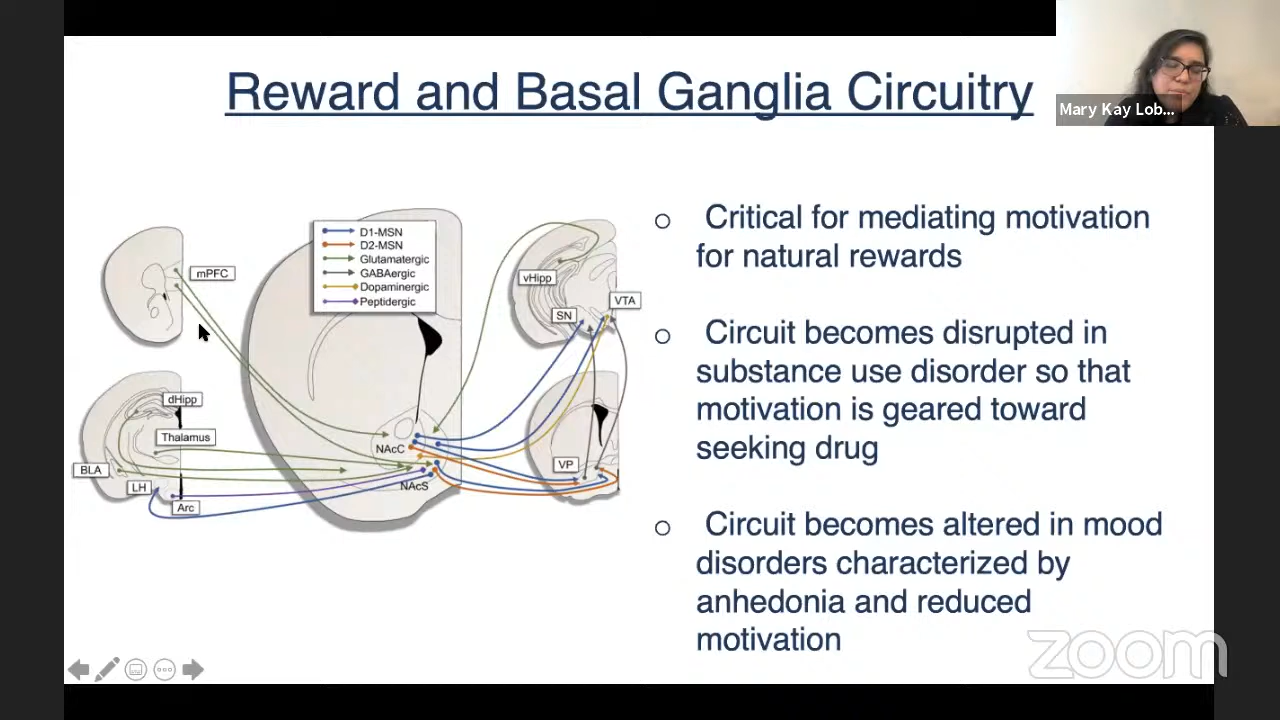 Reward and Basal Ganglia Circuitry
Mary Kay Lob...
D1-MSN
D2-MSN
Glutamatergic
GABAergic
Dopaminergic
Peptidergic
mPFC
vHipp
SN
VTA
dHipp
Thalamus
BLA
LH
Arc
NAcC
NAcS
VP
Critical for mediating motivation
for natural rewards
Circuit becomes disrupted in
substance use disorder so that
motivation is geared toward
seeking drug
Circuit becomes altered in mood
disorders characterized by
anhedonia and reduced
motivation
zoom